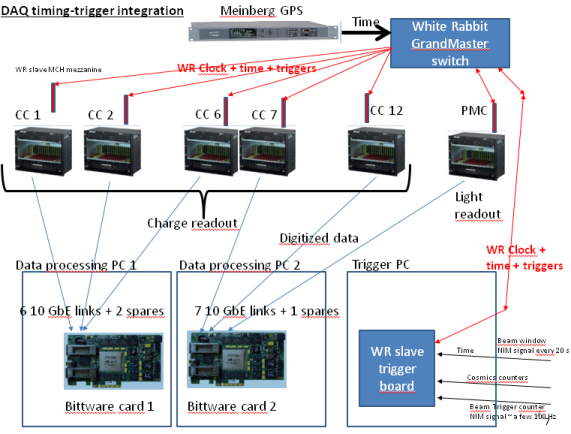 DAQ timing-trigger integration
Meinberg GPS
Time
White Rabbit
GrandMaster
switch
WR slave MCH mezzanine
WR Clock + time + triggers
CC 1
CC 2
CC 6
CC 7
CC 12
PMC
Charge readout
Light
readout
Digitized data
WR Clock +
time + triggers
Data processing PC 1
Data processing PC 2
Trigger PC
6 10 GbE links + 2 spares
7 10 GbE links + 1 spares
WR slave
trigger
board
Time
Beam window
NIM signal every 20 s
Cosmics counters
Beam Trigger counter
NIM signal ~ a few 100 Hz
Bittware card 1
Bittware card 2
7